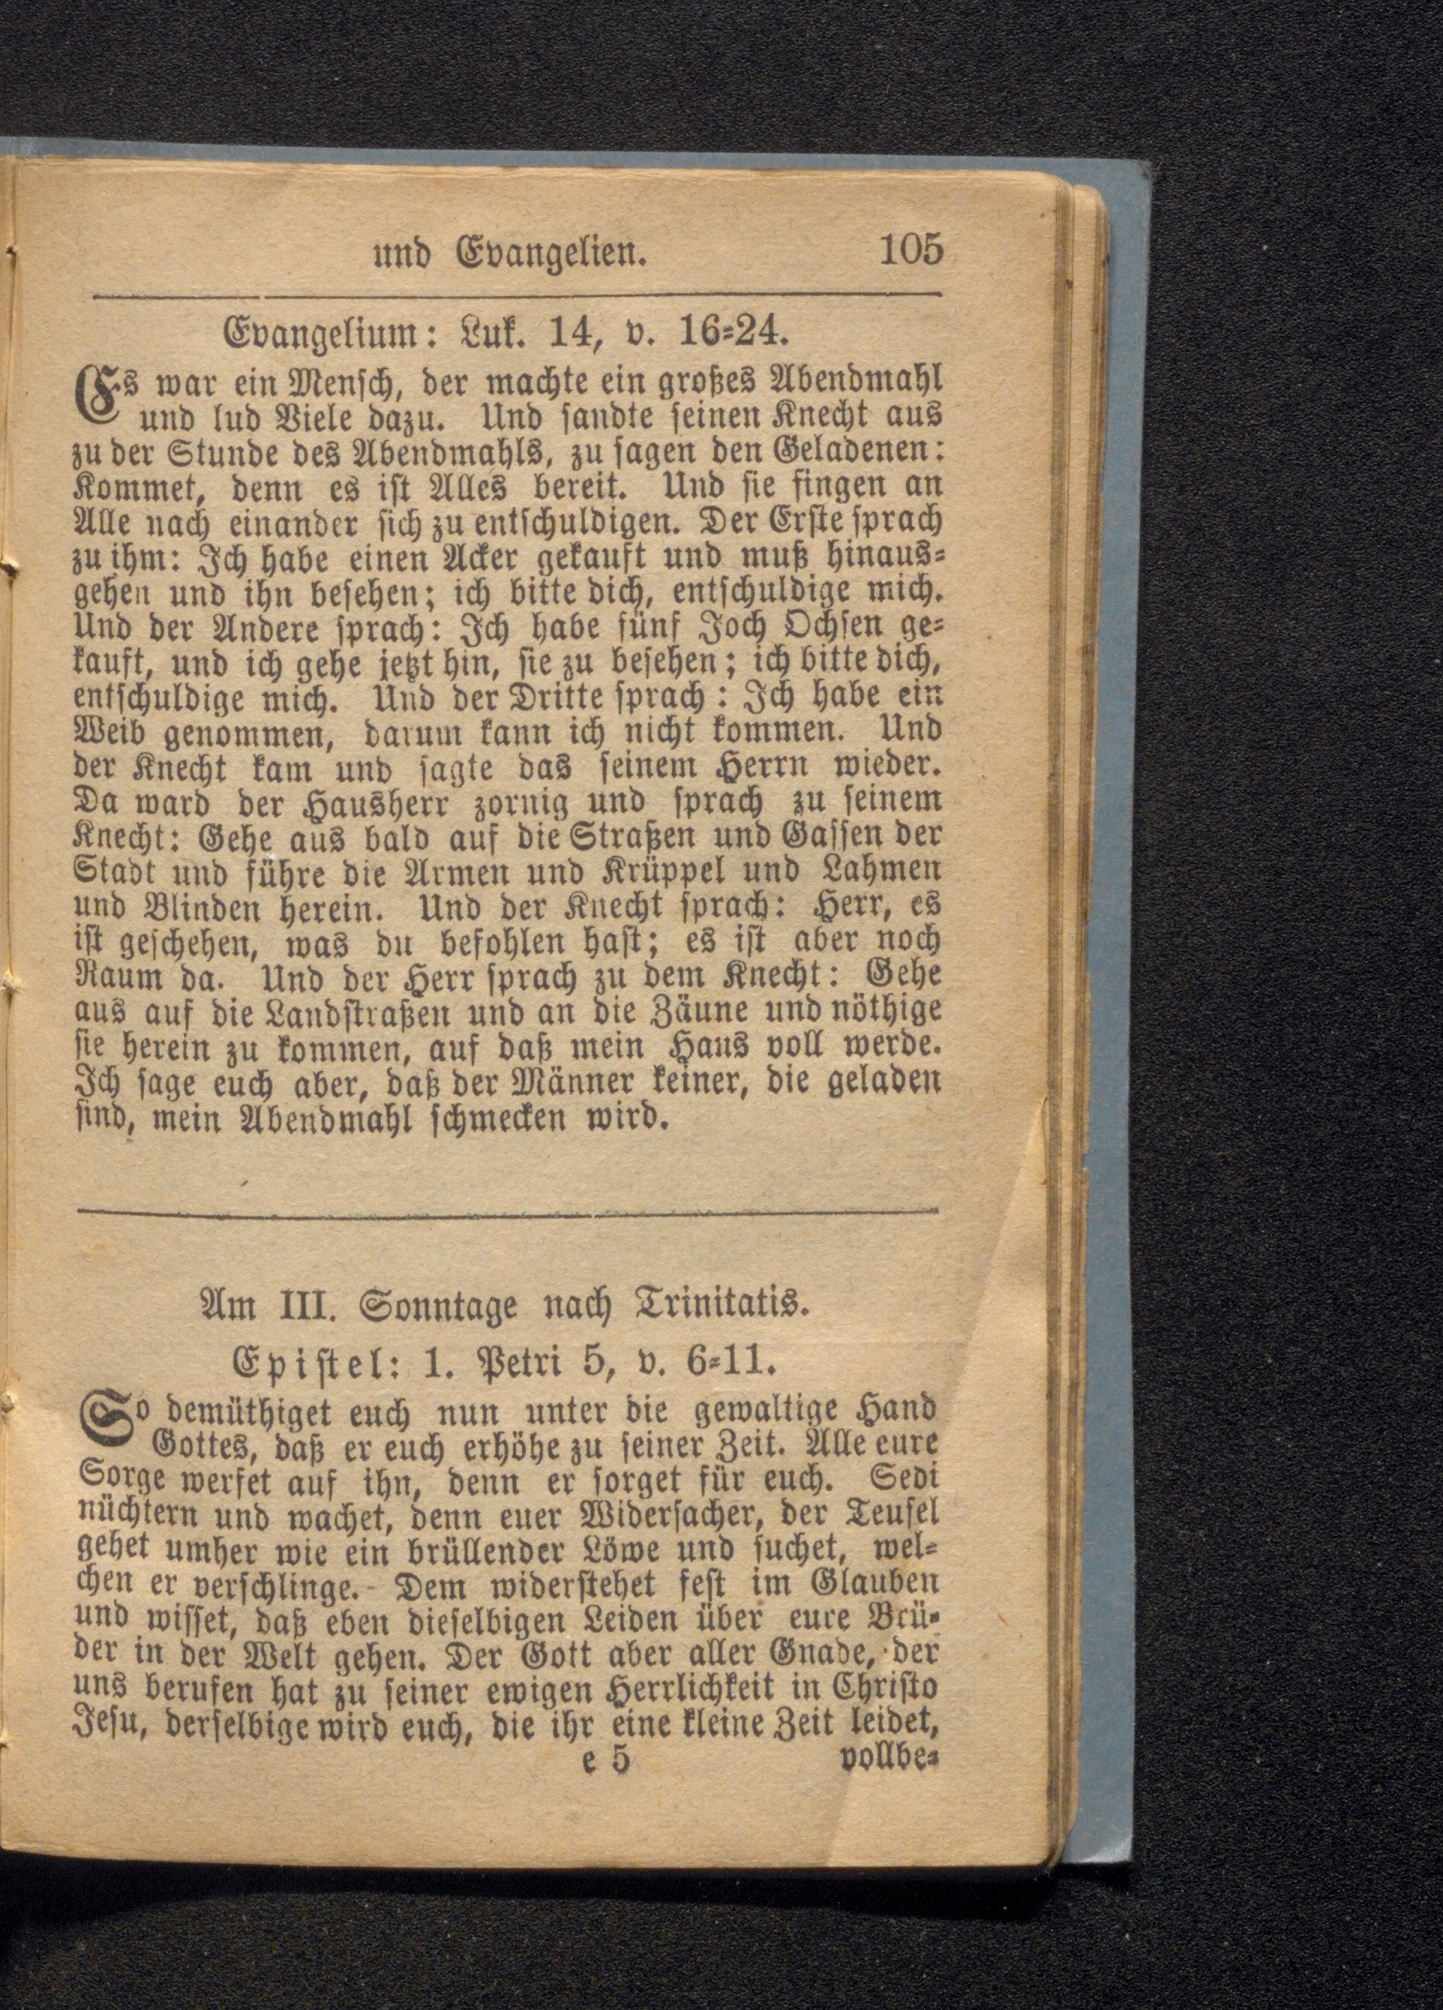 und Evangelien. 105
Evangelium: Luk. 14, v. 16=24.
Es war ein Mensch, der machte ein großes Abendmahl
und lud Viele dazu. Und sandte seinen Knecht aus
zu der Stunde des Abendmahls, zu sagen den Geladenen:
Kommet, denn es ist Alles bereit. Und sie fingen an
Alle nach einander sich zu entschuldigen. Der Erste sprach
zu ihm: Ich habe einen Acker gekauft und muß hinaus=
gehen und ihn besehen; ich bitte dich, entschuldige mich.
Und der Andere sprach: Ich habe fünf Joch Ochsen ge=
kauft, und ich gehe jetzt hin, sie zu besehen; ich bitte dich,
entschuldige mich. Und der Dritte sprach: Ich habe ein
Weib genommen, darum kann ich nicht kommen. Und
der Knecht kam und sagte das seinem Herrn wieder.
Da ward der Hausherr zornig und sprach zu seinem
Knecht: Gehe aus bald auf die Straßen und Gassen der
Stadt und führe die Armen und Krüppel und Lahmen
und Blinden herein. Und der Knecht sprach: Herr, es
ist geschehen, was du befohlen hast; es ist aber noch
Raum da. Und der Herr sprach zu dem Knecht: Gehe
aus auf die Landstraßen und an die Zäune und nöthige
sie herein zu kommen, auf daß mein Haus voll werde.
Ich sage euch aber, daß der Männer keiner, die geladen
sind, mein Abendmahl schmecken wird.
Am III. Sonntage nach Trinitatis.
Epistel: 1. Petri 5, v. 6=11.
So demüthiget euch nun unter die gewaltige Hand
Gottes, daß er euch erhöhe zu seiner Zeit. Alle eure
Sorge werfet auf ihn, denn er sorget für euch. Sedi
nüchtern und wachet, denn euer Widersacher, der Teufel
gehet umher wie ein brüllender Löwe und suchet, wel=
chen er verschlinge. Dem widerstehet fest im Glauben
und wisset, daß eben dieselbigen Leiden über eure Brü=
der in der Welt gehen. Der Gott aber aller Gnade, der
uns berufen hat zu seiner ewigen Herrlichkeit in Christo
Jesu, derselbige wird euch, die ihr eine kleine Zeit leidet,
e 5 vollbe=